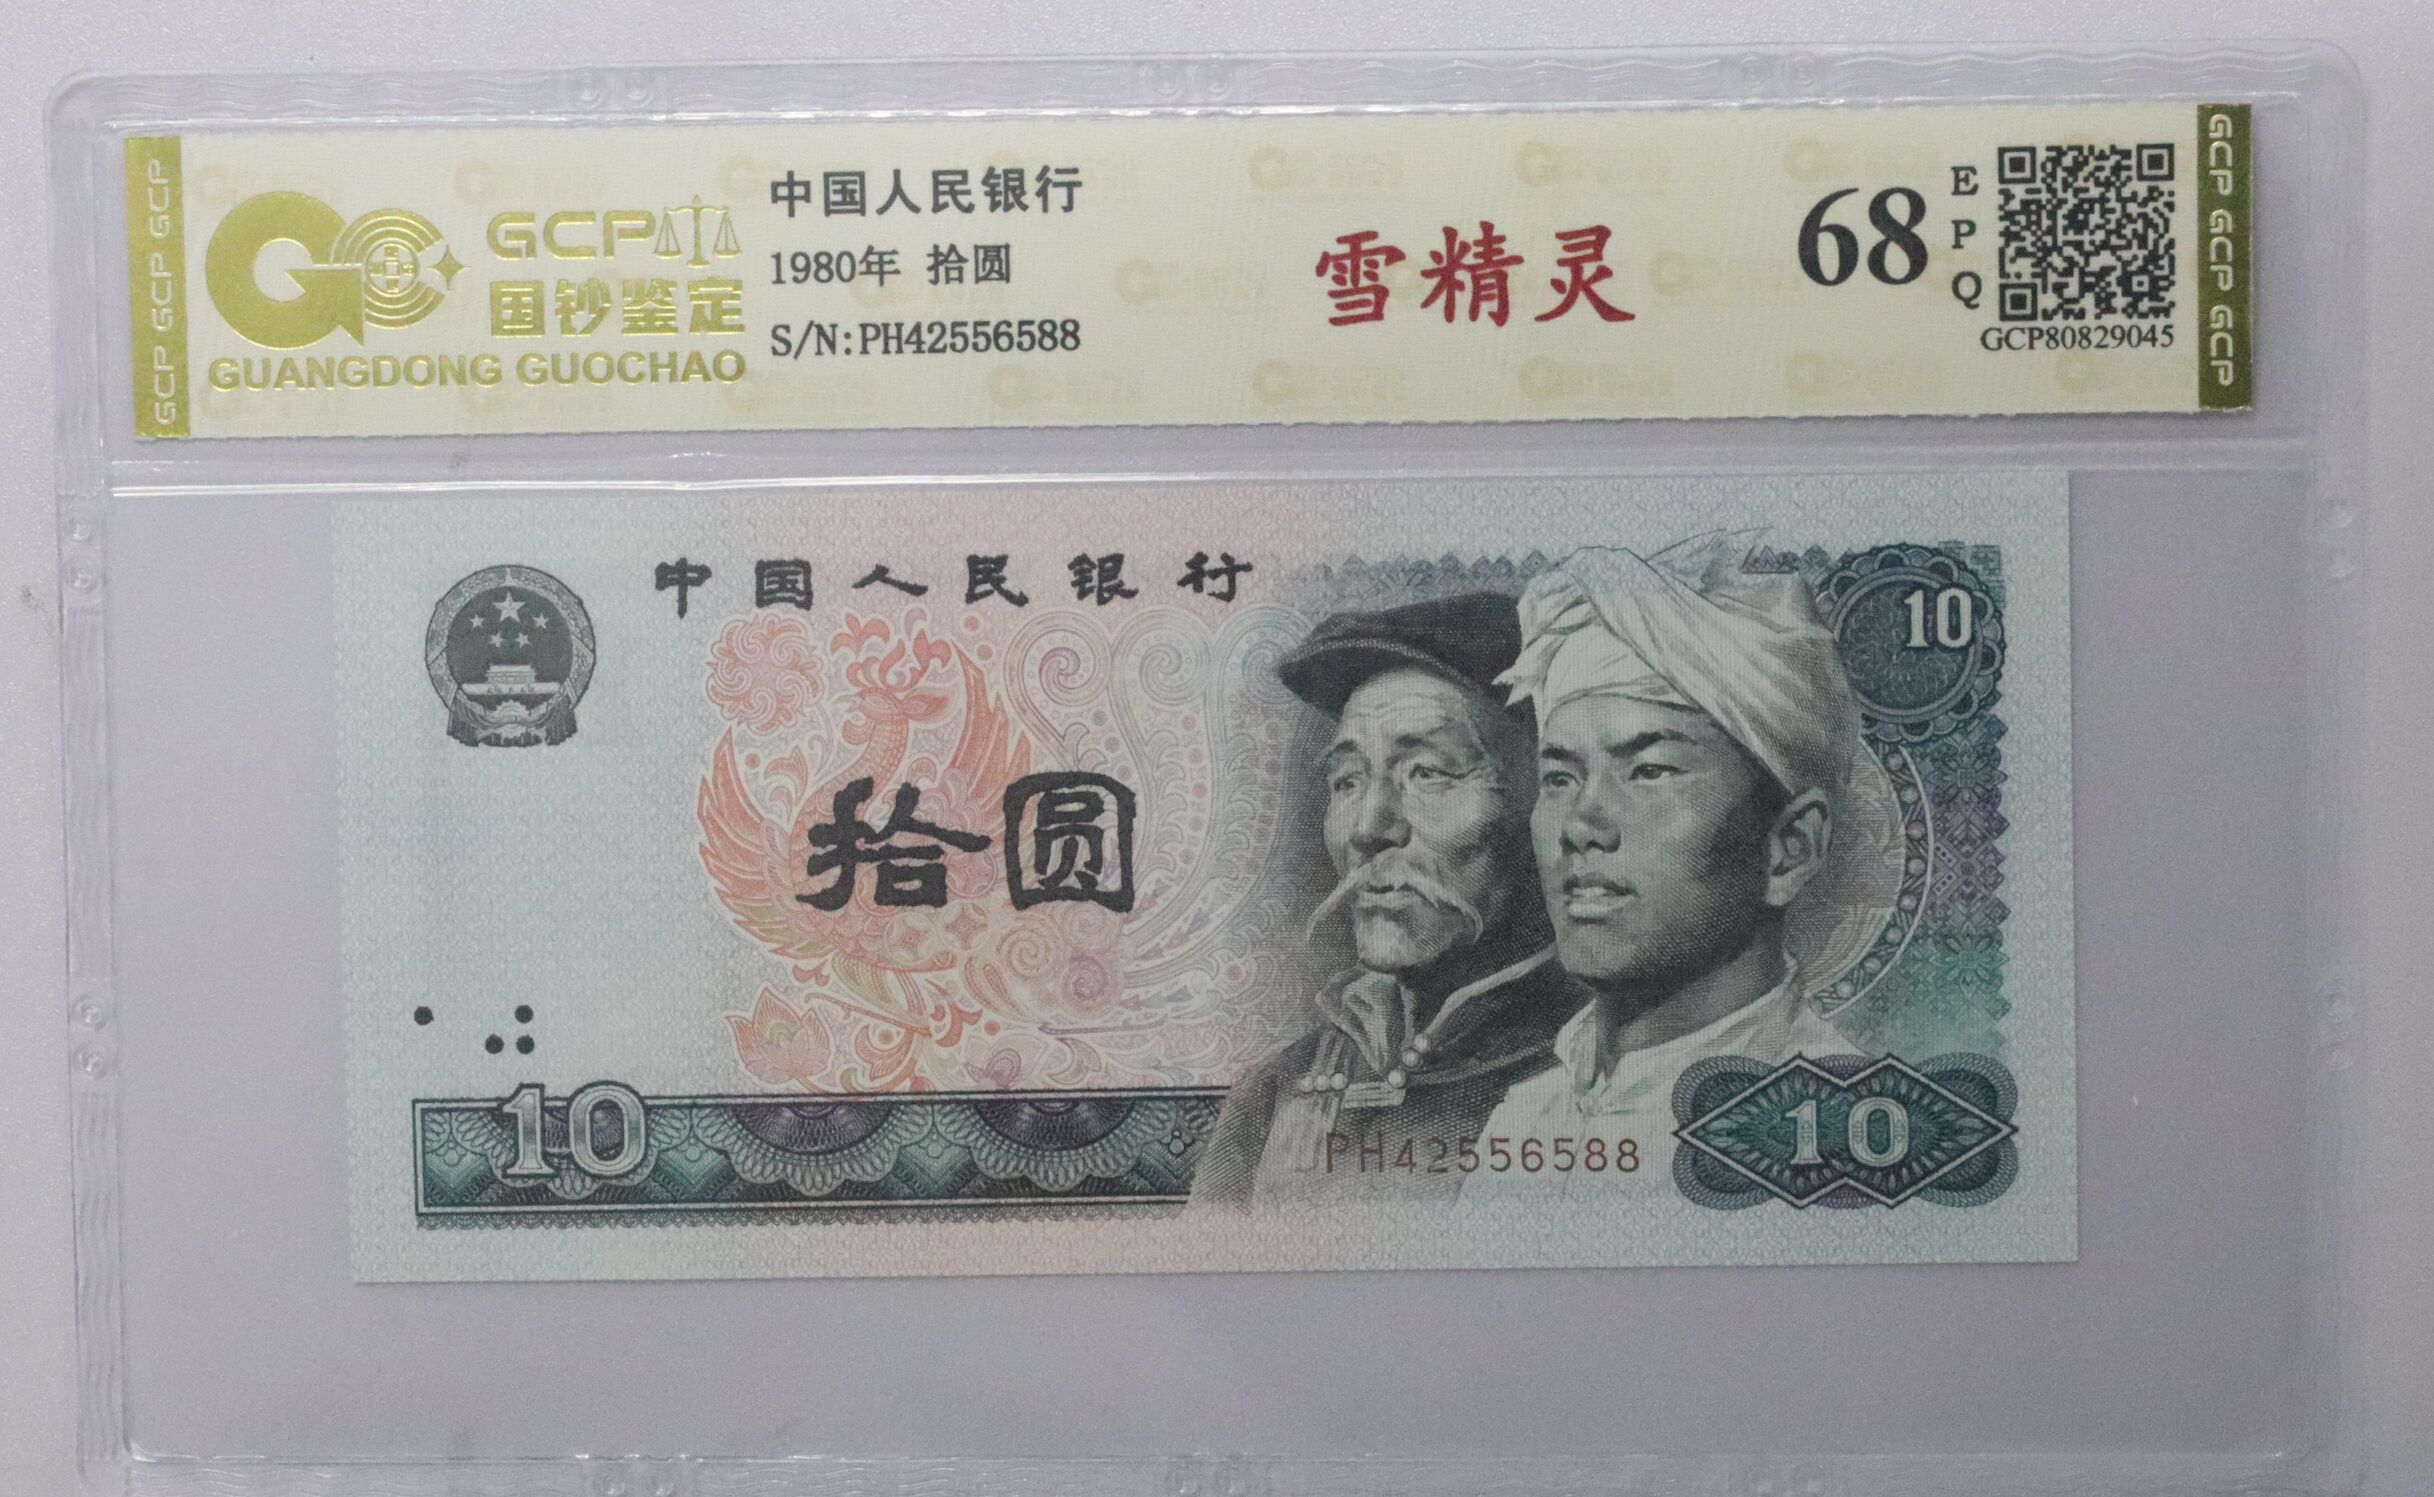 GCP GCP GCP
GCP
国钞鉴定
GUANGDONG GUOCHAO
中国人民银行
1980年 拾圆
S/N:PH42556588
雪精灵
68
EPQ
GCP80829045
GCP GCP GCP
中国人民银行
10
拾圆
10
PH42556588
10